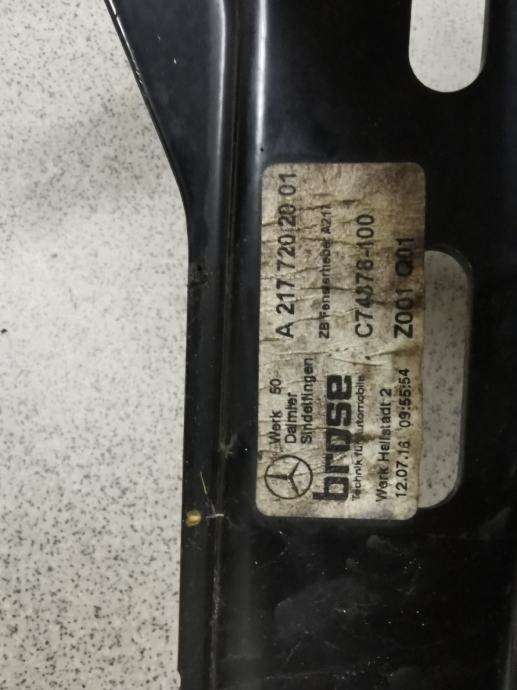 A 217 720 20 01
ZB Fensterheber A217
C74878-100
Z001 Q01
Werk 50
Daimler
Sindelfingen
brose
Technik für Automobile
Werk Hallstadt 2
12.07.16 09:55:54